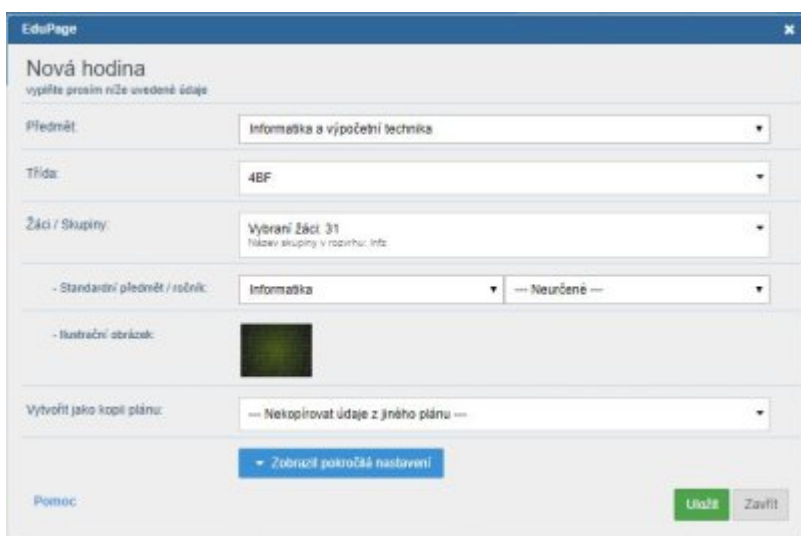 EduPage
Nová hodina
vyplňte prosím níže uvedené údaje
Předmět:
Informatika a výpočetní technika
Třída:
4BF
Žáci / Skupiny:
Vybraní žáci: 31
Název skupiny v rozvrhu: Infz
- Standardní předmět / ročník:
Informatika
--- Neurčené ---
- Ilustrační obrázek:
Vytvořit jako kopii plánu:
--- Nekopírovat údaje z jiného plánu ---
Zobrazit pokročilá nastavení
Pomoc
Uložit
Zavřít